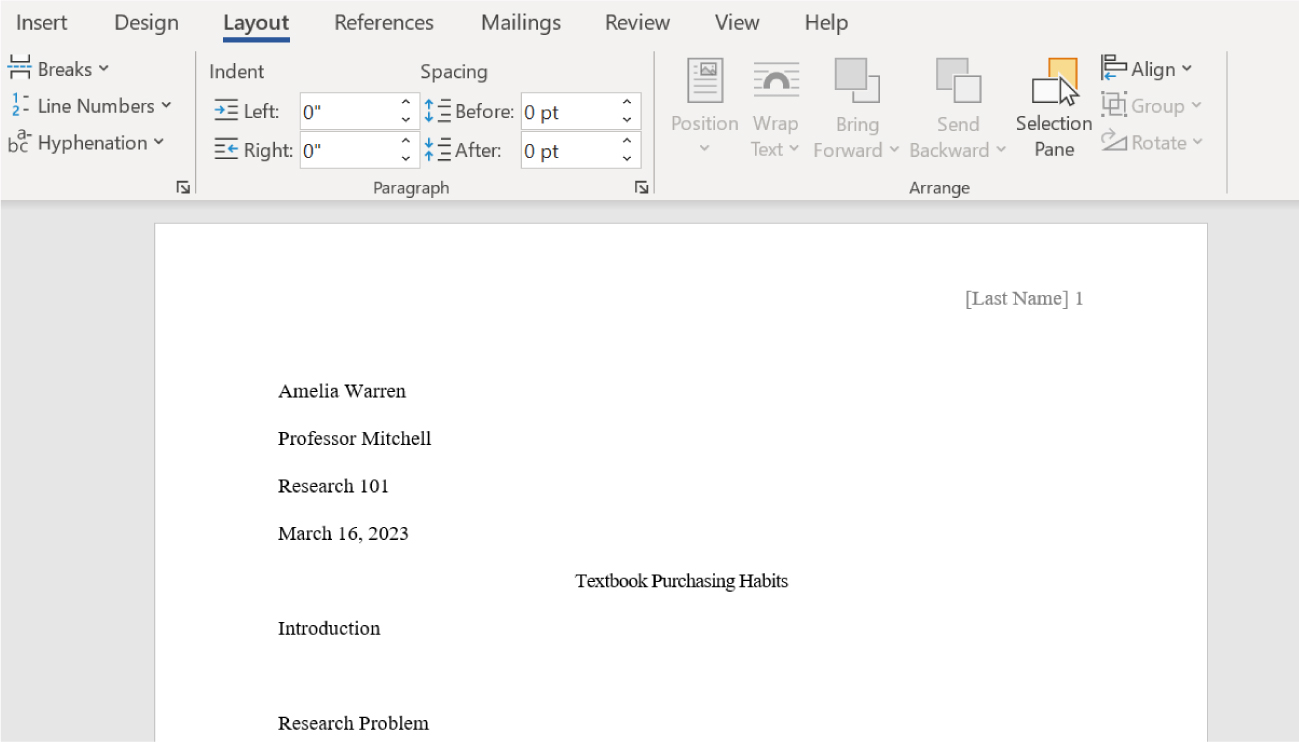 Insert Design Layout References Mailings Review View Help
Breaks
Line Numbers
Hyphenation
Indent
Left: 0"
Right: 0"
Spacing
Before: 0 pt
After: 0 pt
Paragraph
Position
Wrap
Text
Bring
Forward
Send
Backward
Selection
Pane
Align
Group
Rotate
Arrange
[Last Name] 1
Amelia Warren
Professor Mitchell
Research 101
March 16, 2023
Textbook Purchasing Habits
Introduction
Research Problem